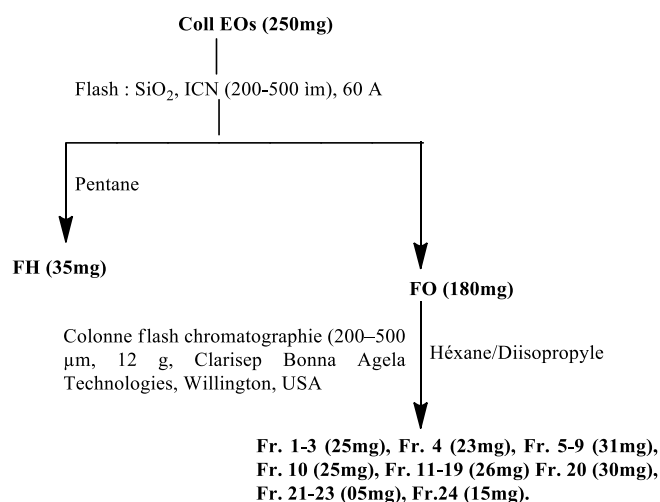 Coll EOs (250mg)
Flash : SiO₂, ICN (200-500 ìm), 60 A
Pentane
FH (35mg)
FO (180mg)
Colonne flash chromatographie (200–500
µm, 12 g, Clarisep Bonna Agela
Technologies, Willington, USA
Héxane/Diisopropyle
Fr. 1-3 (25mg), Fr. 4 (23mg), Fr. 5-9 (31mg),
Fr. 10 (25mg), Fr. 11-19 (26mg) Fr. 20 (30mg),
Fr. 21-23 (05mg), Fr.24 (15mg).